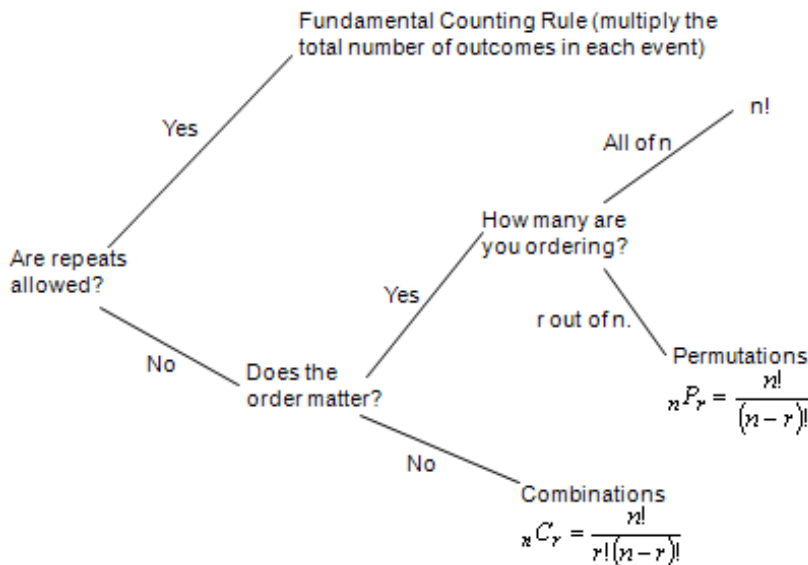 Fundamental Counting Rule (multiply the
total number of outcomes in each event)
Yes
n!
All of n
How many are
you ordering?
Are repeats
allowed?
Yes
r out of n.
No
Does the
order matter?
Permutations
nPr = n!/(n-r)!
No
Combinations
nCr = n!/r!(n-r)!